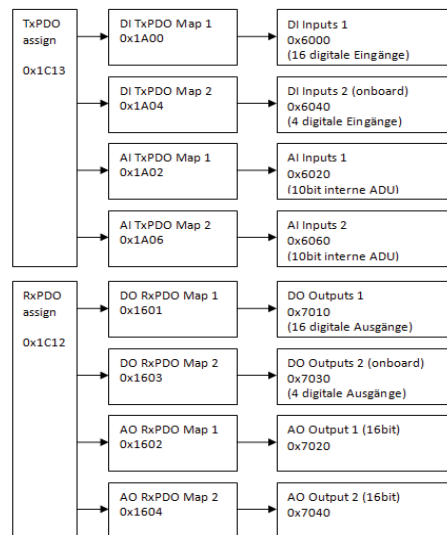 TxPDO
assign
0x1C13
DI TxPDO Map 1
0x1A00
DI Inputs 1
0x6000
(16 digitale Eingänge)
DI TxPDO Map 2
0x1A04
DI Inputs 2 (onboard)
0x6040
(4 digitale Eingänge)
AI TxPDO Map 1
0x1A02
AI Inputs 1
0x6020
(10bit interne ADU)
AI TxPDO Map 2
0x1A06
AI Inputs 2
0x6060
(10bit interne ADU)
RxPDO
assign
0x1C12
DO RxPDO Map 1
0x1601
DO Outputs 1
0x7010
(16 digitale Ausgänge)
DO RxPDO Map 2
0x1603
DO Outputs 2 (onboard)
0x7030
(4 digitale Ausgänge)
AO RxPDO Map 1
0x1602
AO Output 1 (16bit)
0x7020
AO RxPDO Map 2
0x1604
AO Output 2 (16bit)
0x7040